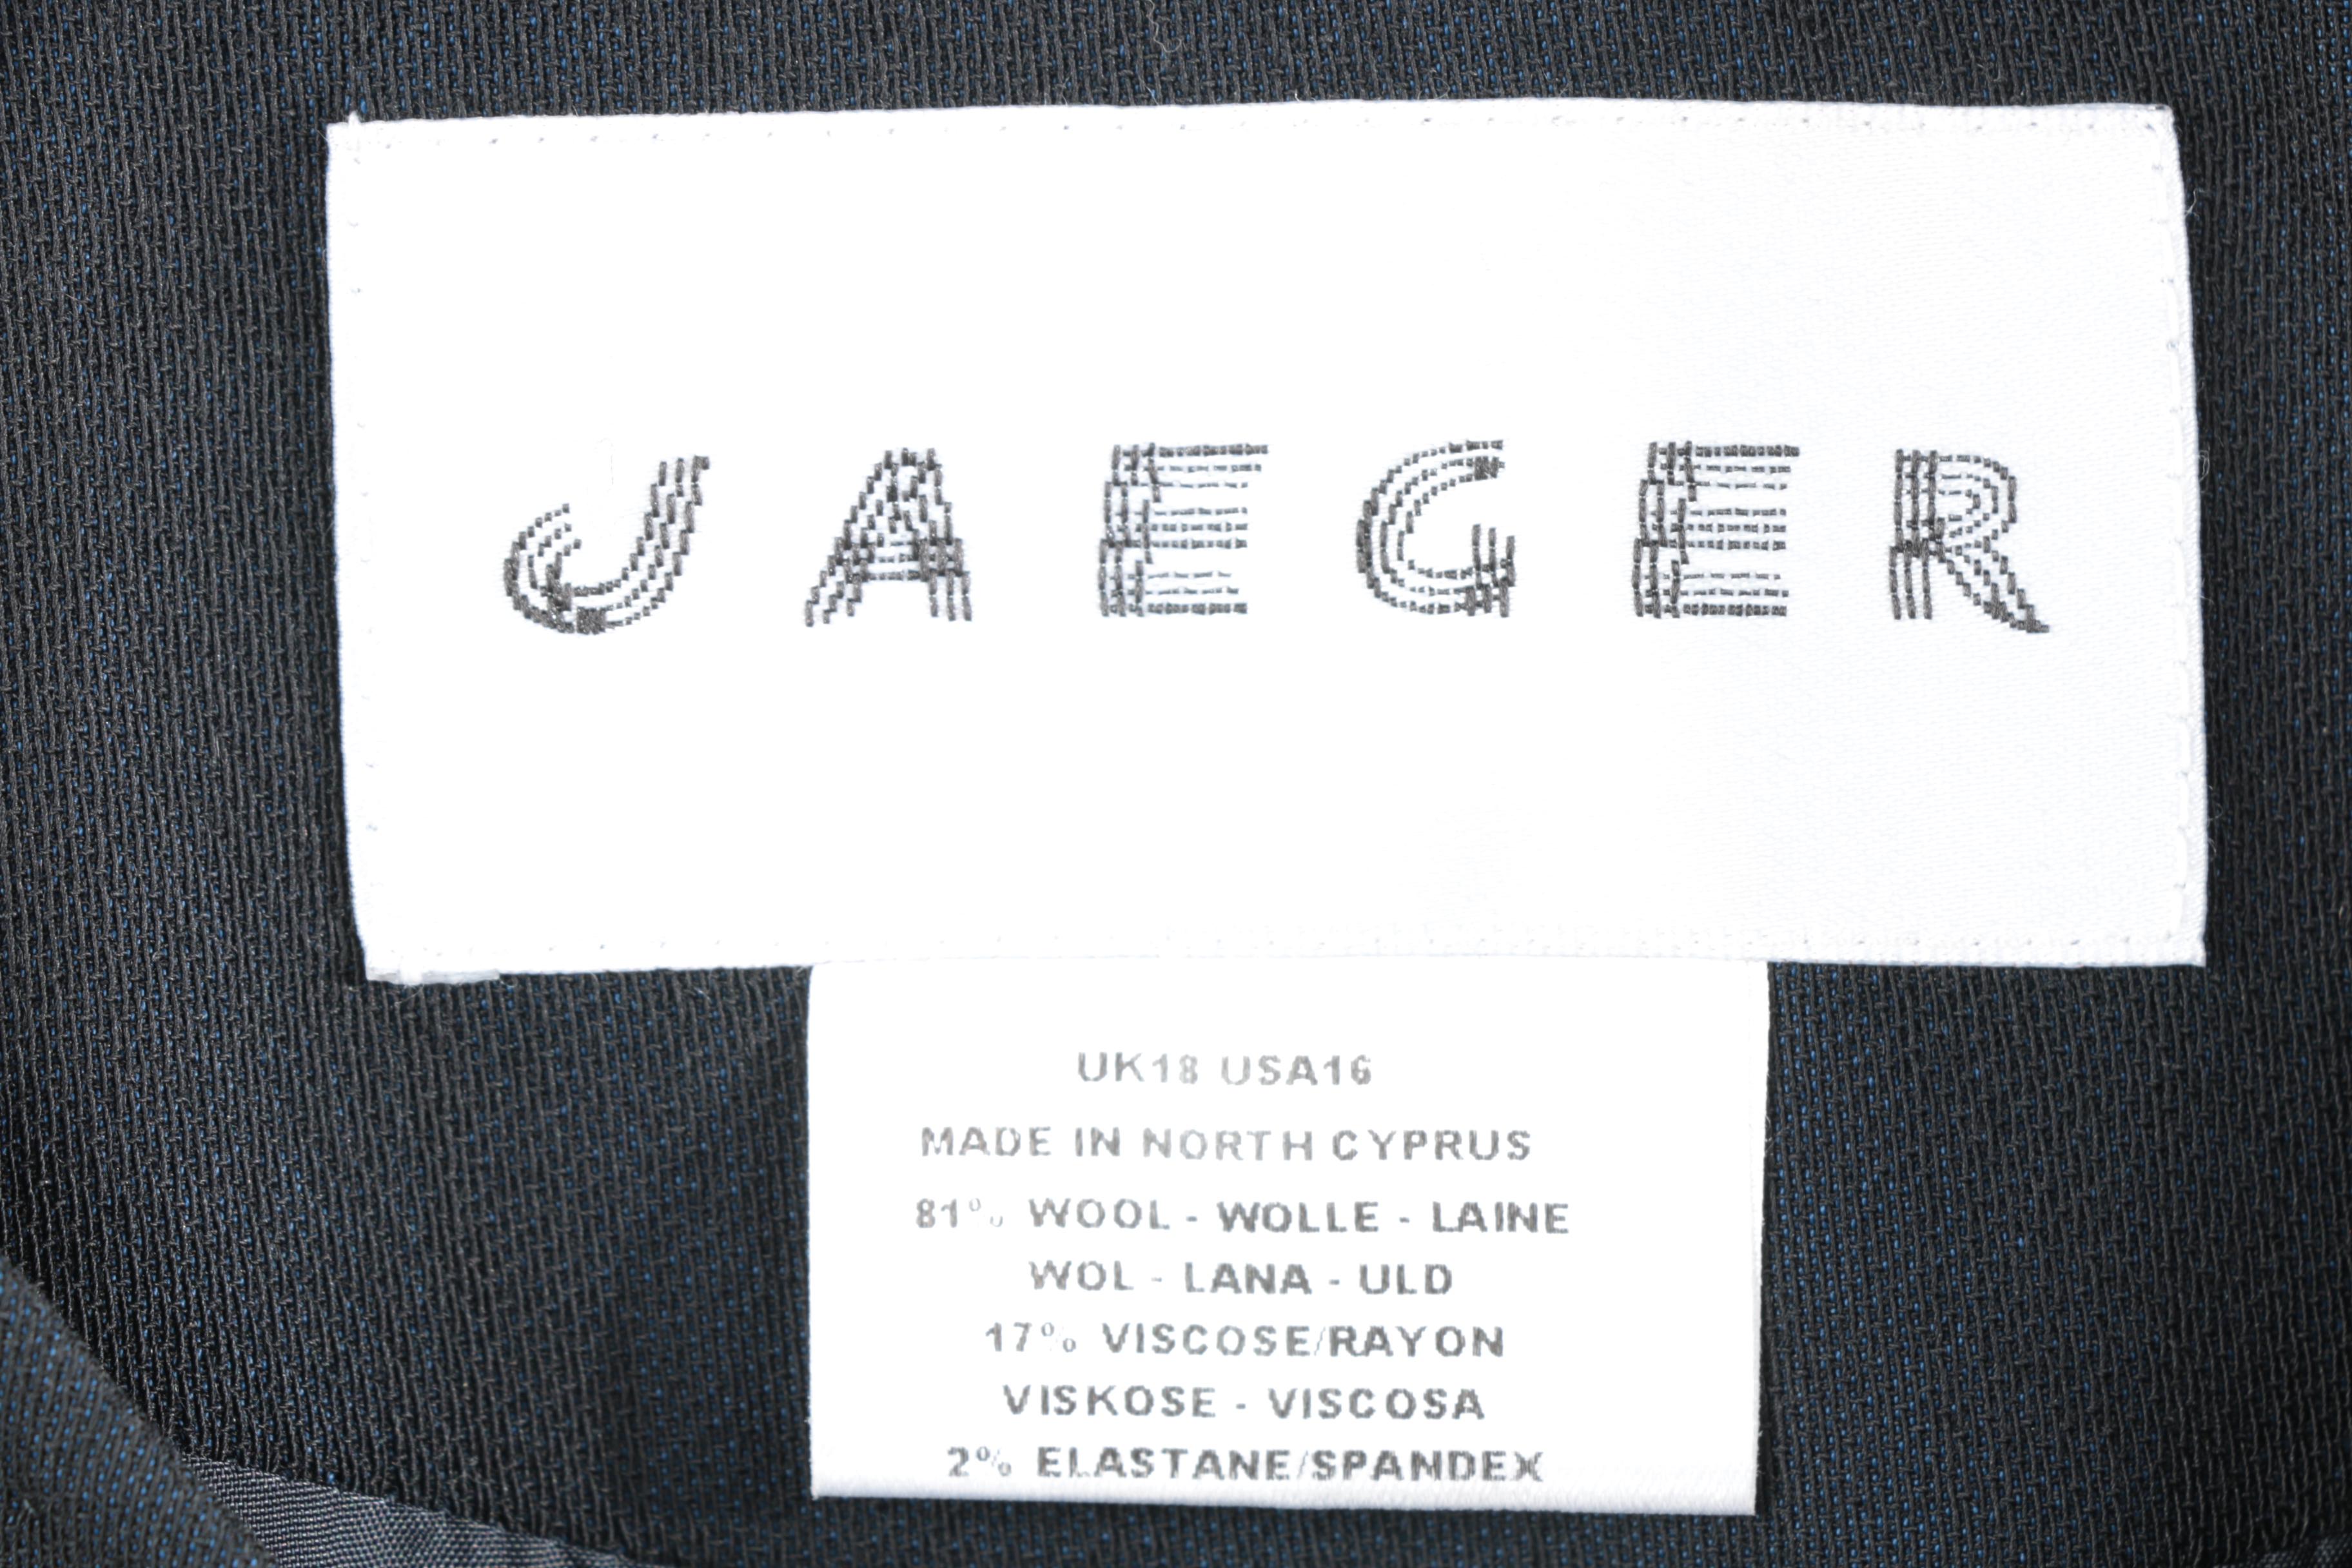 JAEGER
UK18 USA16
MADE IN NORTH CYPRUS
81% WOOL - WOLLE - LAINE
WOL - LANA - ULD
17% VISCOSE/RAYON
VISKOSE - VISCOSA
2% ELASTANE/SPANDEX